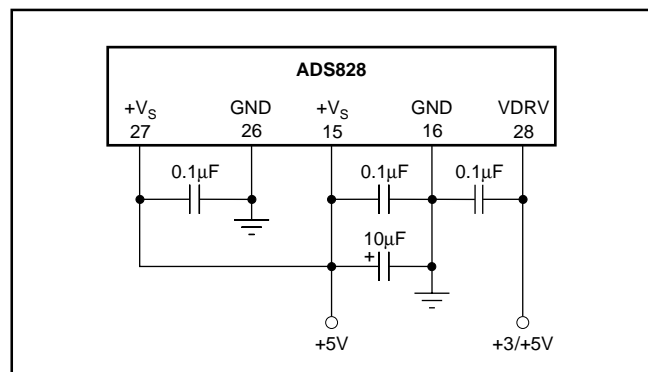 ADS828
+VS GND +VS GND VDRV
27 26 15 16 28
0.1μF 0.1μF 0.1μF
10μF
+
+5V +3/+5V